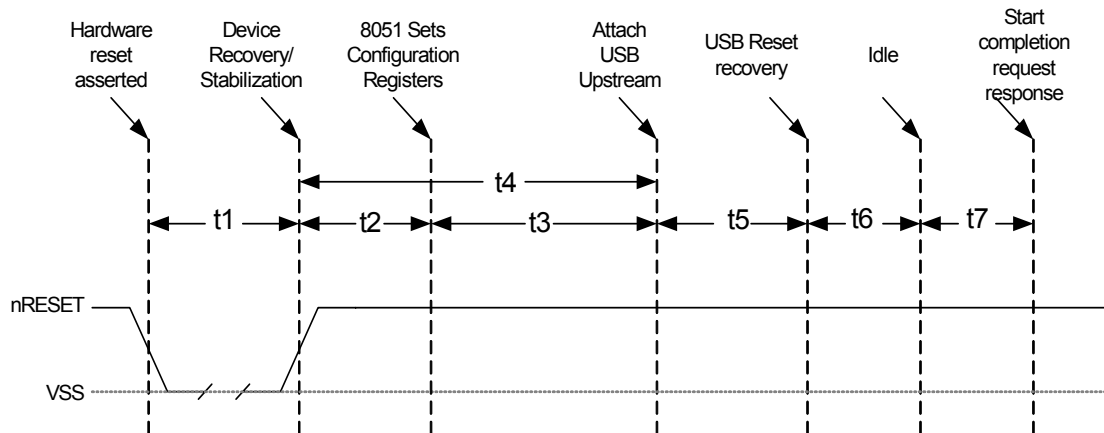 Hardware
reset
asserted
Device
Recovery/
Stabilization
8051 Sets
Configuration
Registers
Attach
USB
Upstream
USB Reset
recovery
Idle
Start
completion
request
response
t4
t1
t2
t3
t5
t6
t7
nRESET
VSS